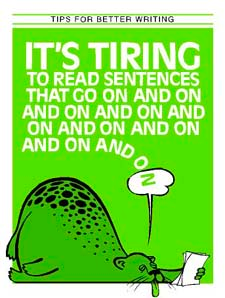 TIPS FOR BETTER WRITING
IT'S TIRING
TO READ SENTENCES
THAT GO ON AND ON
AND ON AND ON AND
ON AND ON AND ON
AND ON AND O
N